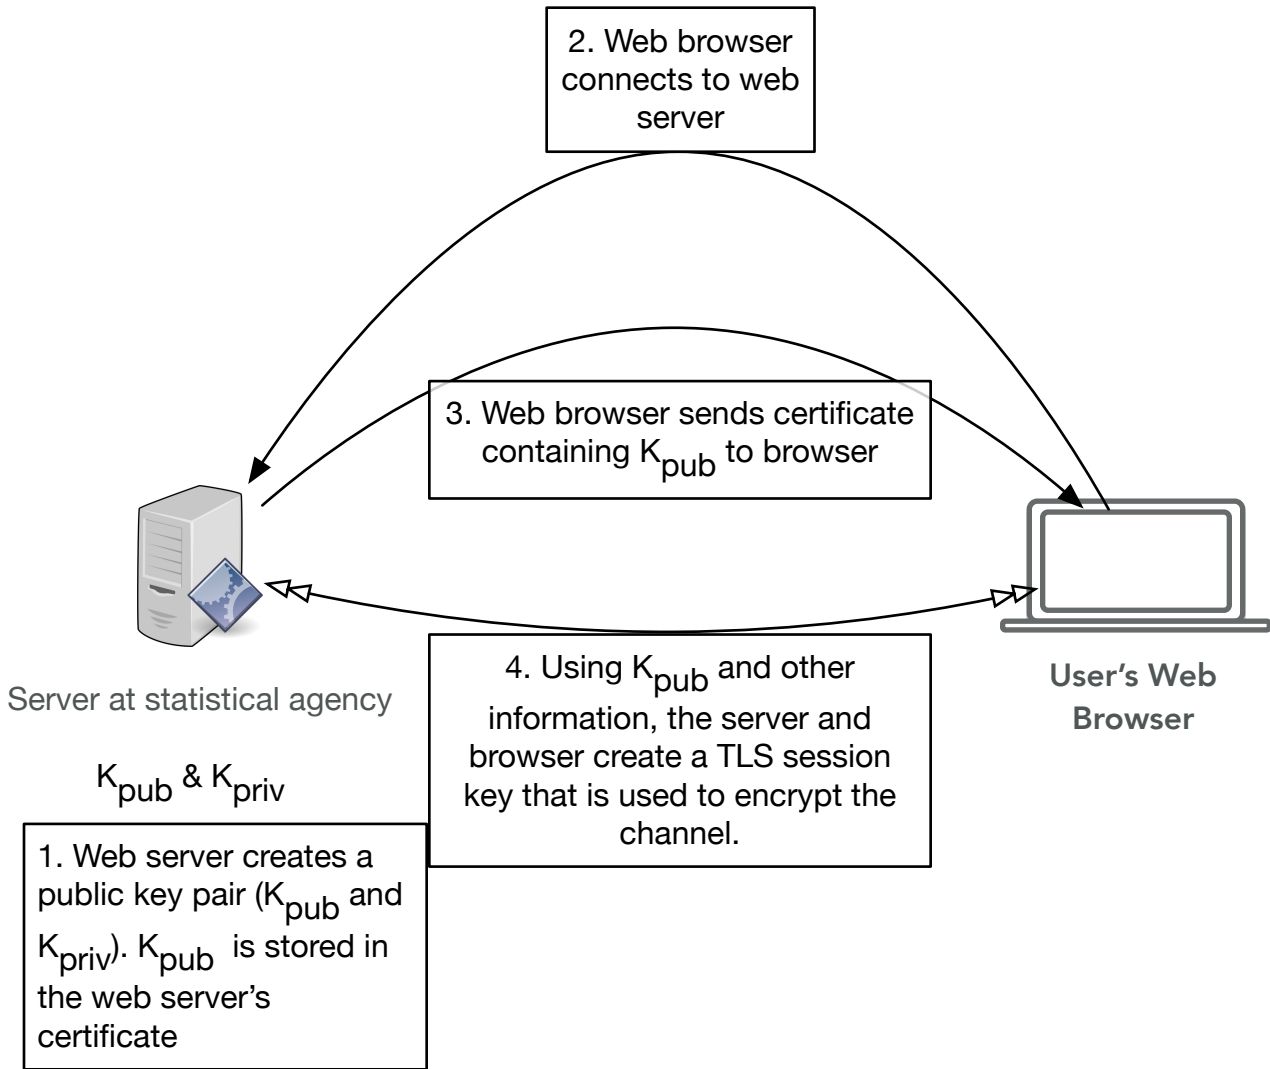 2. Web browser
connects to web
server
3. Web browser sends certificate
containing Kpub to browser
Server at statistical agency
Kpub & Kpriv
1. Web server creates a
public key pair (Kpub and
Kpriv). Kpub is stored in
the web server's
certificate
4. Using Kpub and other
information, the server and
browser create a TLS session
key that is used to encrypt the
channel.
User’s Web
Browser